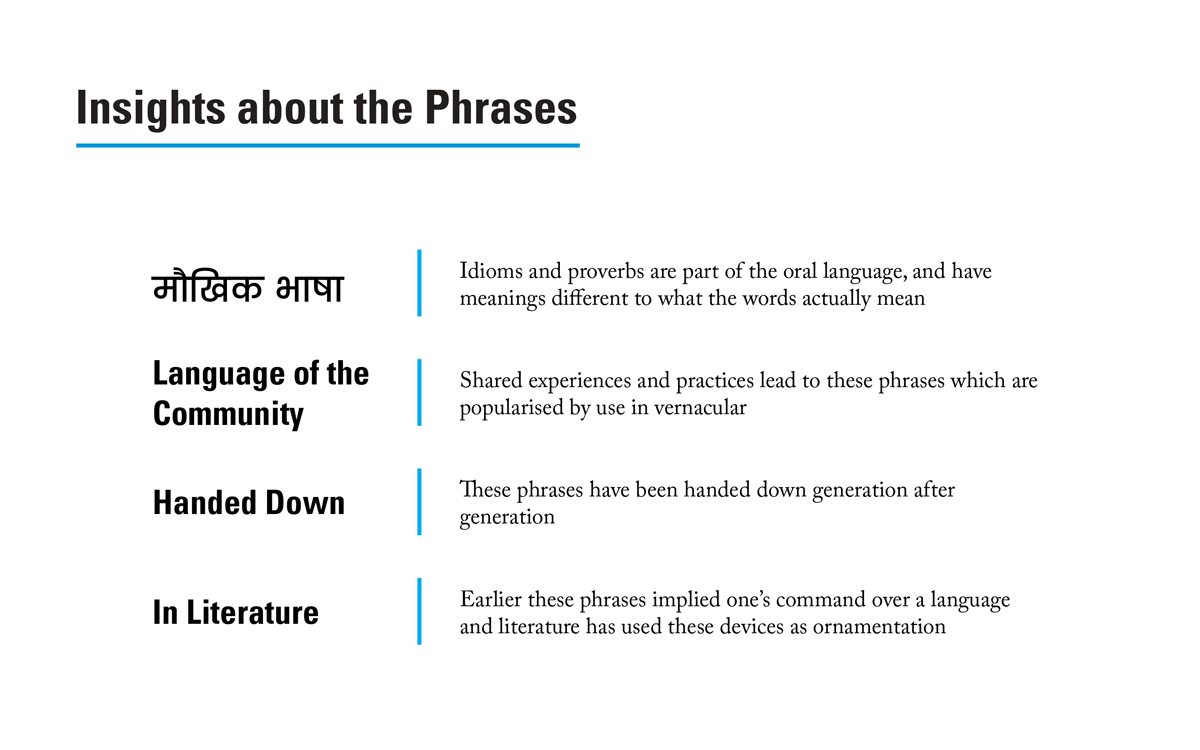 Insights about the Phrases
मौखिक भाषा
Idioms and proverbs are part of the oral language, and have
meanings different to what the words actually mean
Language of the
Community
Shared experiences and practices lead to these phrases which are
popularised by use in vernacular
Handed Down
These phrases have been handed down generation after
generation
In Literature
Earlier these phrases implied one’s command over a language
and literature has used these devices as ornamentation